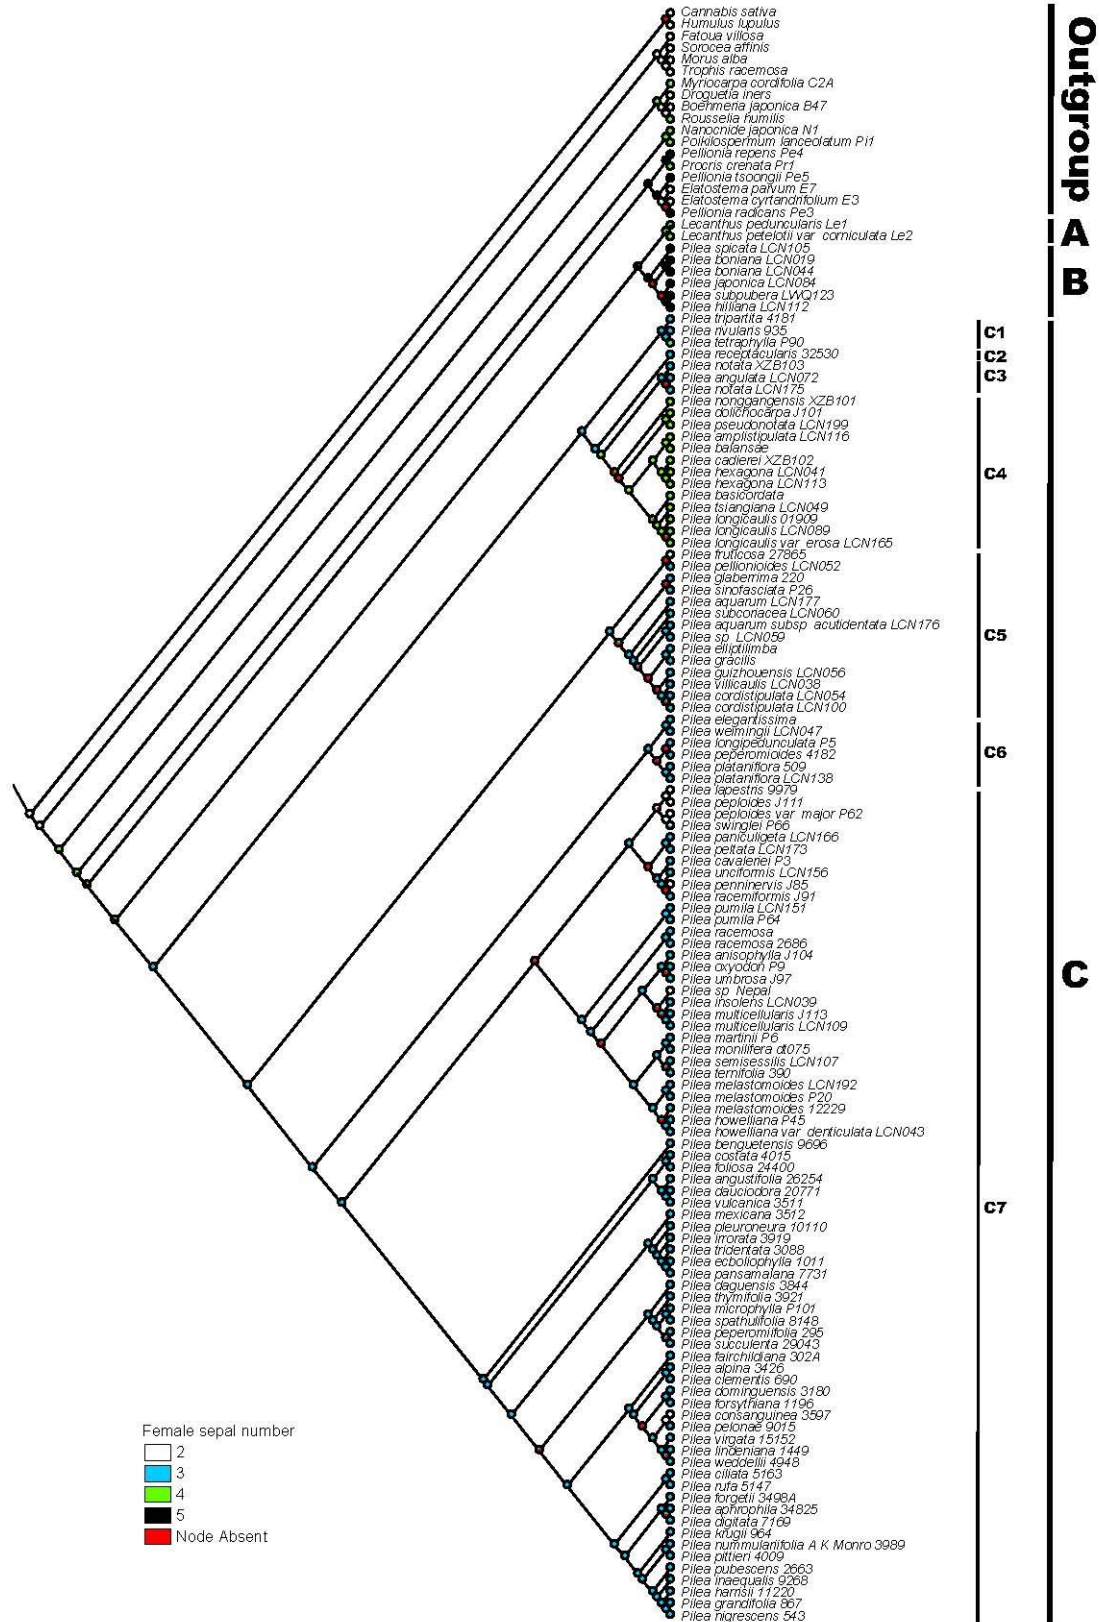 Cannabis sativa
Humulus lupulus
Fatoua villosa
Sorocea affinis
Morus alba
Trophis racemosa
Myriocarpa cordifolia C2A
Droguetia iners
Boehmeria japonica B47
Rousselia humilis
Nanocnide japonica N1
Poikilospermum lanceolatum Pi1
Pellionia repens Pe4
Procris crenata Pr1
Pellionia tsoongii Pe5
Elatostema parvum E7
Elatostema cyrtandrifolium E3
Pellionia radicans Pe3
Outgroup
Lecanthus peduncularis Le1
Lecanthus petelotii var corniculata Le2
A
Pilea spicata LCN105
Pilea boniana LCN019
Pilea boniana LCN044
Pilea japonica LCN084
Pilea subpubera LWQ123
Pilea hilliana LCN112
B
Pilea tripartita 4181
Pilea rivularis 935
Pilea tetraphylla P90
C1
Pilea receptacularis 32530
C2
Pilea notata XZB103
Pilea angulata LCN072
Pilea notata LCN175
C3
Pilea nonggangensis XZB101
Pilea dolichocarpa J101
Pilea pseudonotata LCN199
Pilea amplistipulata LCN116
Pilea balansae
Pilea cadierei XZB102
Pilea hexagona LCN041
Pilea hexagona LCN113
Pilea basicordata
Pilea tsiangiana LCN049
Pilea longicaulis 01909
Pilea longicaulis LCN089
Pilea longicaulis var erosa LCN165
C4
Pilea fruticosa 27865
Pilea pellionioides LCN052
Pilea glaberrima 220
Pilea sinofasciata P26
Pilea aquarum LCN177
Pilea subcoriacea LCN060
Pilea aquarum subsp acutidentata LCN176
Pilea sp LCN059
Pilea elliptilimba
Pilea gracilis
Pilea guizhouensis LCN056
Pilea villicaulis LCN038
Pilea cordistipulata LCN054
Pilea cordistipulata LCN100
C5
Pilea elegantissima
Pilea weimingii LCN047
Pilea longipedunculata P5
Pilea peperomioides 4182
Pilea plataniflora 509
Pilea plataniflora LCN138
C6
Pilea lapestris 9979
Pilea peploides J111
Pilea peploides var major P62
Pilea swinglei P66
Pilea paniculigeta LCN166
Pilea peltata LCN173
Pilea cavaleriei P3
Pilea unciformis LCN156
Pilea penninervis J85
Pilea racemiformis J91
Pilea pumila LCN151
Pilea pumila P64
Pilea racemosa
Pilea racemosa 2686
Pilea anisophylla J104
Pilea oxyodon P9
Pilea umbrosa J97
Pilea sp Nepal
Pilea insolens LCN039
Pilea multicellularis J113
Pilea multicellularis LCN109
Pilea martinii P6
Pilea monilifera dt075
Pilea semisessilis LCN107
Pilea ternifolia 390
Pilea melastomoides LCN192
Pilea melastomoides P20
Pilea melastomoides 12229
Pilea howelliana P45
Pilea howelliana var denticulata LCN043
Pilea benguetensis 9696
Pilea costata 4015
Pilea foliosa 24400
Pilea angustifolia 26254
Pilea dauciodora 20771
Pilea vulcanica 3511
Pilea mexicana 3512
Pilea pleuroneura 10110
Pilea irrorata 3919
Pilea tridentata 3088
Pilea ecboliophylla 1011
Pilea pansamalana 7731
Pilea daguensis 3844
Pilea thymifolia 3921
Pilea microphylla P101
Pilea spathulifolia 8148
Pilea peperomiifolia 295
Pilea succulenta 29043
Pilea fairchildiana 302A
Pilea alpina 3426
Pilea clementis 690
Pilea dominguensis 3180
Pilea forsythiana 1196
Pilea consanguinea 3597
Pilea pelonae 9015
Pilea virgata 15152
Pilea lindeniana 1449
Pilea weddellii 4948
Pilea ciliata 5163
Pilea rufa 5147
Pilea forgetii 3498A
Pilea aphrophila 34825
Pilea digitata 7169
Pilea krugii 964
Pilea nummulariifolia A K Monro 3989
Pilea pittieri 4009
Pilea pubescens 2663
Pilea inaequalis 9268
Pilea harrisii 11220
Pilea grandifolia 867
Pilea nigrescens 543
C7
C
Female sepal number
2
3
4
5
Node Absent